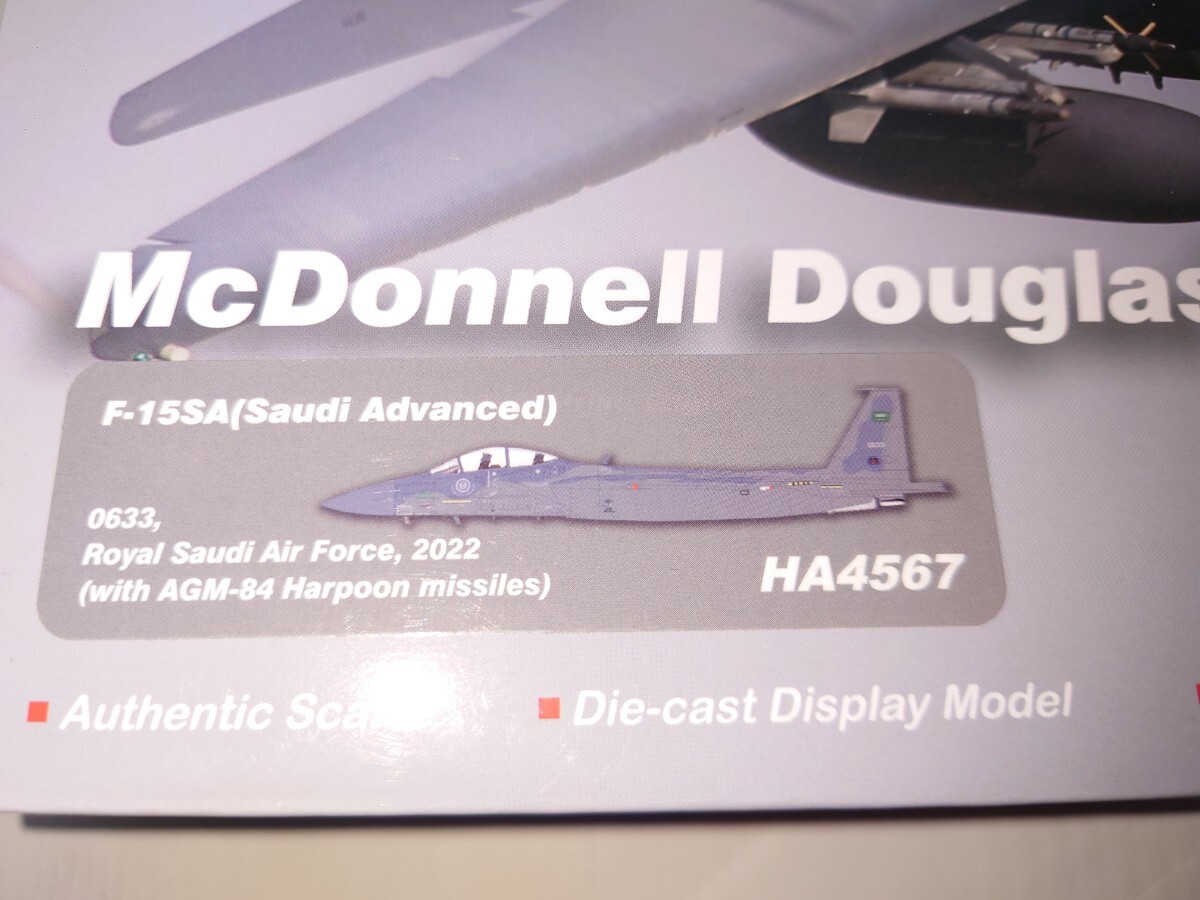 McDonnell Douglas
F-15SA(Saudi Advanced)
0633,
Royal Saudi Air Force, 2022
(with AGM-84 Harpoon missiles)
HA4567
Authentic
Die-cast Display Model